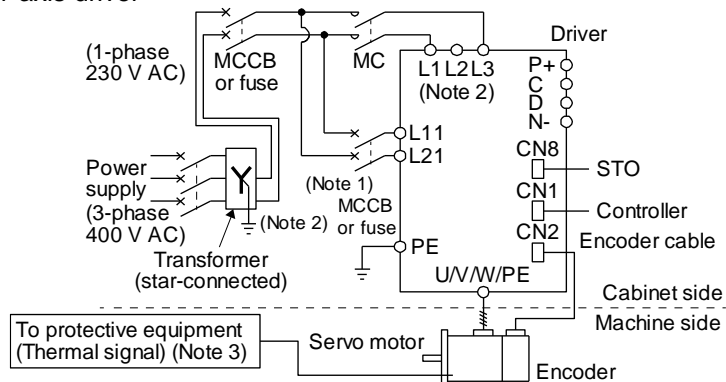 (1-phase
230 V AC)
MCCB
or fuse
MC
L1 L2 L3
(Note 2)
Driver
P+
C
D
N-
L11
L21
(Note 1)
MCCB
or fuse
CN8
STO
CN1
Controller
CN2
Encoder cable
Power
supply
(3-phase
400 V AC)
Y
(Note 2)
Transformer
(star-connected)
PE
U/V/W/PE
Cabinet side
Machine side
To protective equipment
(Thermal signal) (Note 3)
Servo motor
Encoder